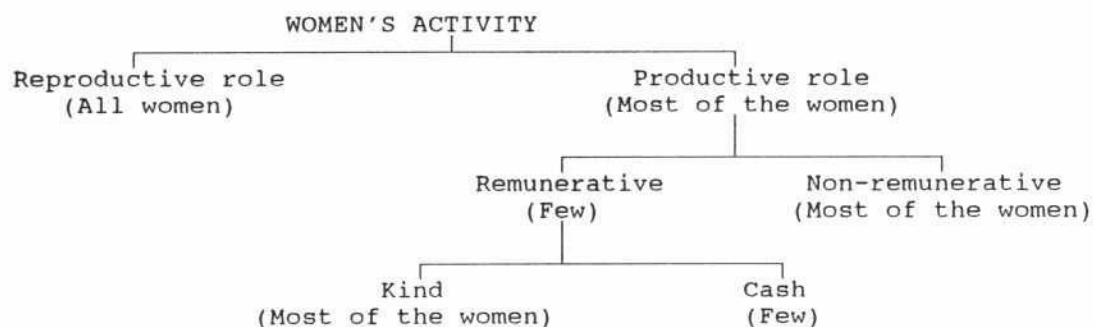 WOMEN'S ACTIVITY
Reproductive role
(All women)
Productive role
(Most of the women)
Remunerative
(Few)
Non-remunerative
(Most of the women)
Kind
(Most of the women)
Cash
(Few)